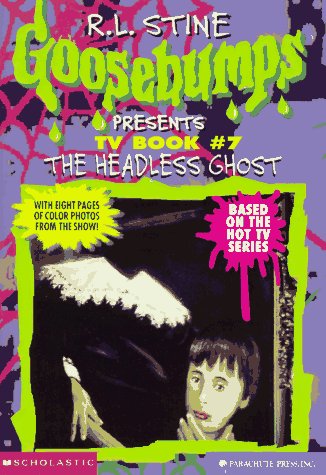 R.L. STINE
Goosebumps
PRESENTS
TV BOOK #7
THE HEADLESS GHOST
WITH EIGHT PAGES
OF COLOR PHOTOS
FROM THE SHOW!
BASED
ON THE
HOT TV
SERIES
SCHOLASTIC
PARACHUTE PRESS, INC.